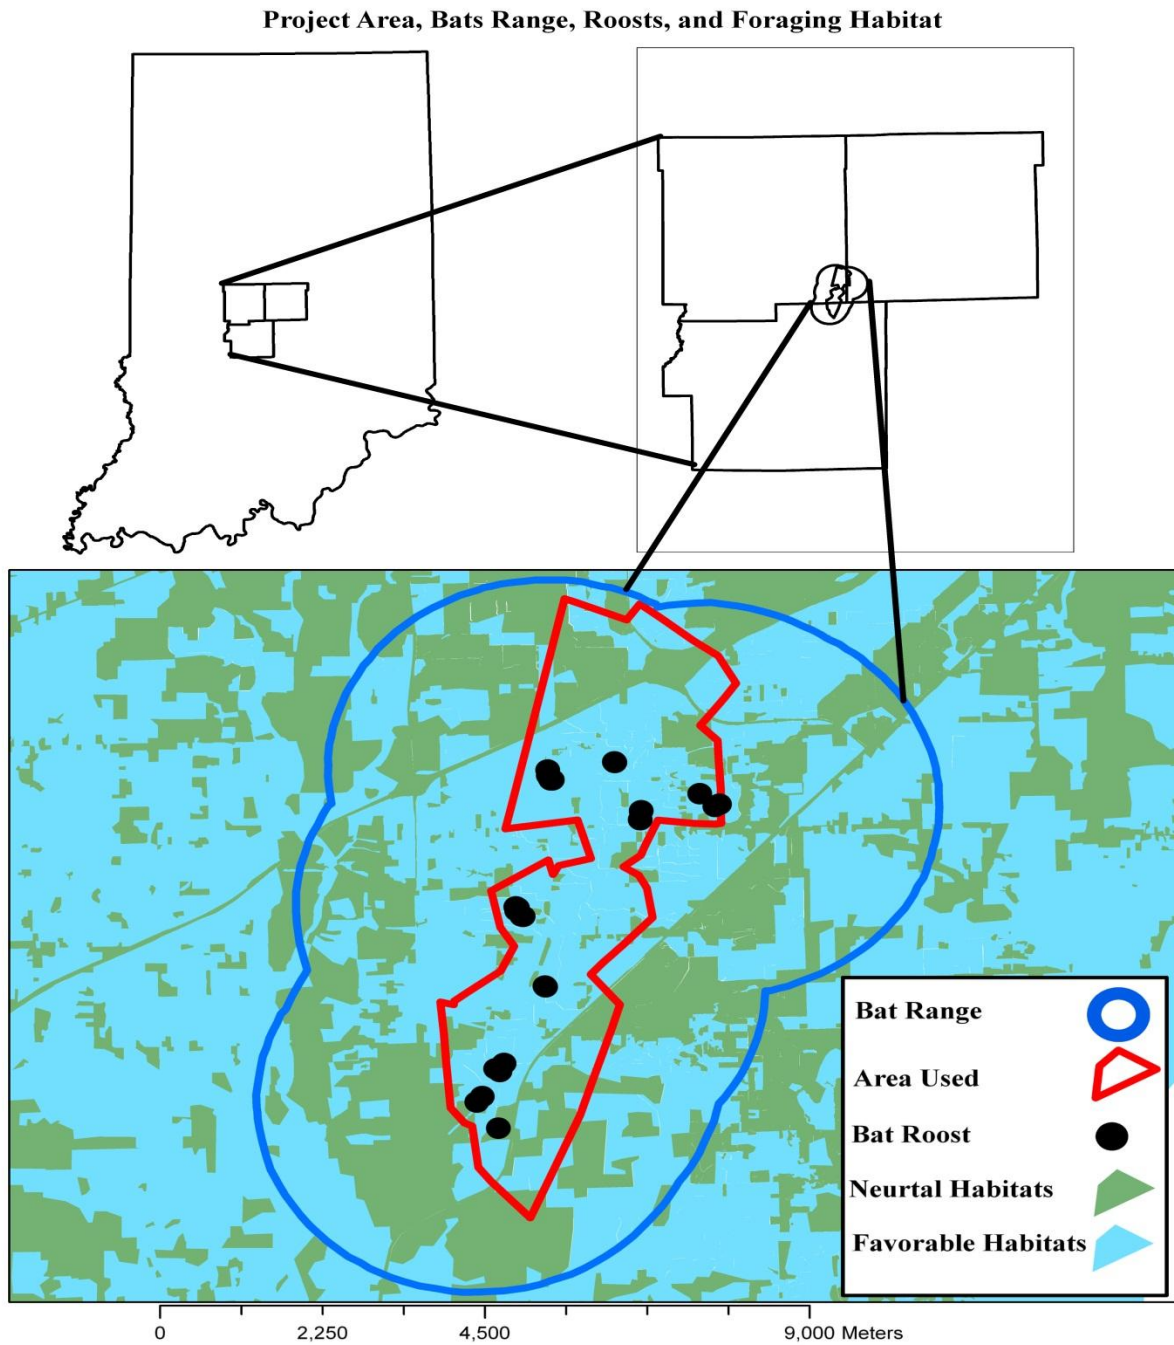 Project Area, Bats Range, Roosts, and Foraging Habitat
Bat Range
Area Used
Bat Roost
Neurtal Habitats
Favorable Habitats
0 2,250 4,500 9,000 Meters